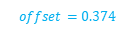 offset = 0.374